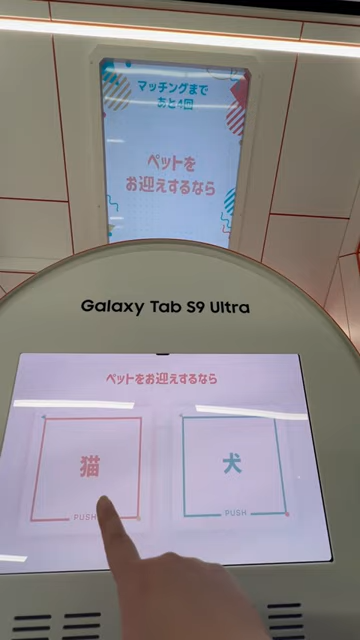 マッチングまで
あと4回
ペットを
お迎えするなら
Galaxy Tab S9 Ultra
ペットをお迎えするなら
猫
犬
PUSH
PUSH